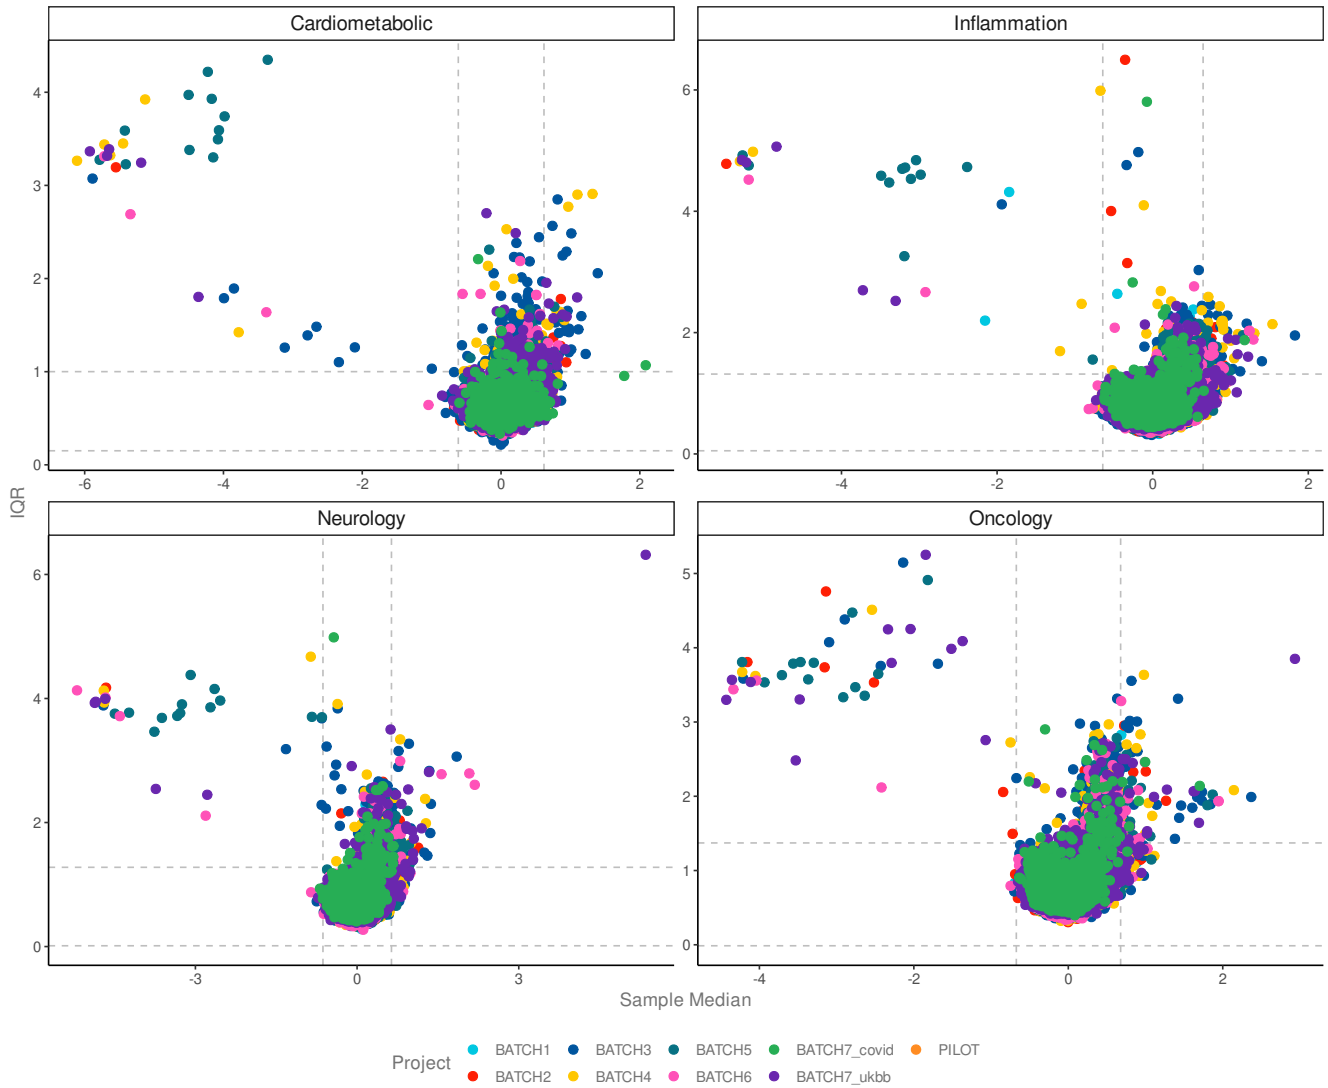 Cardiometabolic Inflammation
4 6
3 4
2 2
1
0 0
-6 -4 -2 0 2 -4 -2 0 2
IQR
Neurology Oncology
6 5
4 4
3
2 2
1
0 0
-3 0 3 -4 -2 0 2
Sample Median
Project
BATCH1 BATCH3 BATCH5 BATCH7_covid PILOT
BATCH2 BATCH4 BATCH6 BATCH7_ukbb